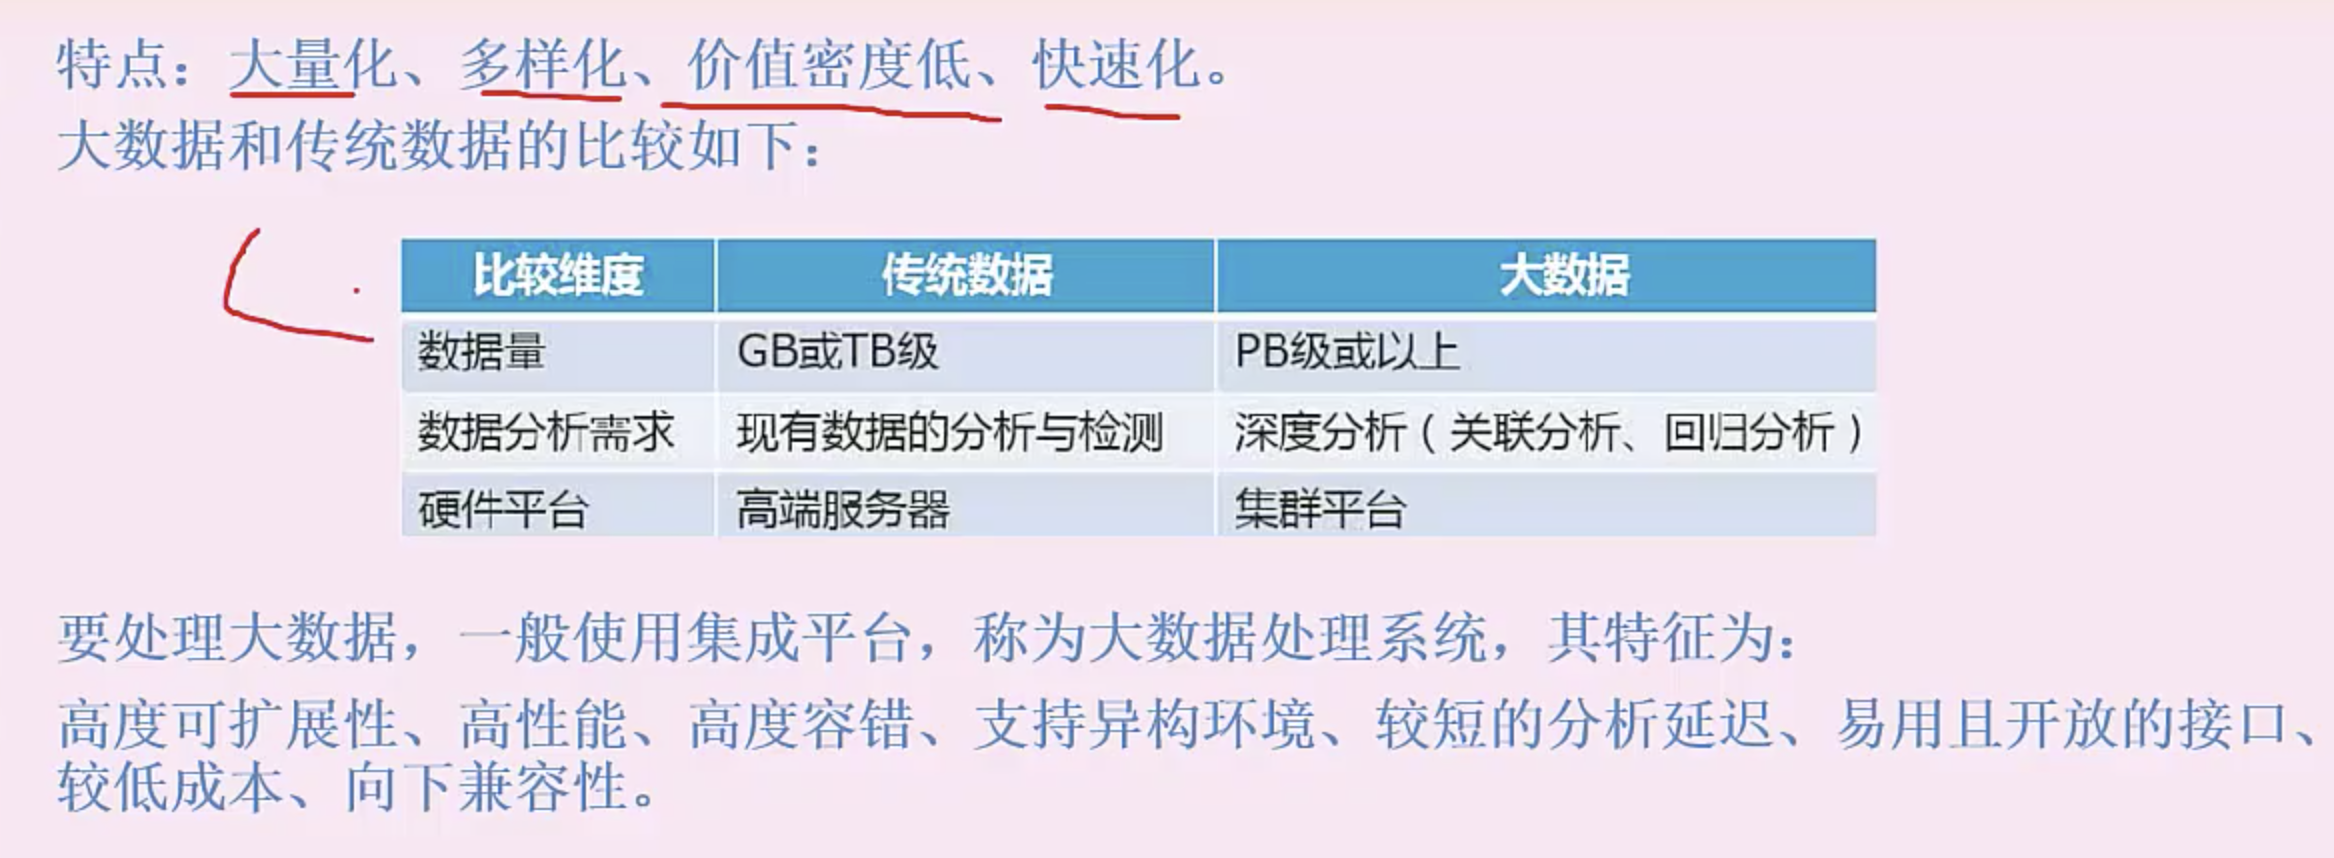 特点：大量化、多样化、价值密度低、快速化。
大数据和传统数据的比较如下：
比较维度 传统数据 大数据
数据量 GB或TB级 PB级或以上
数据分析需求 现有数据的分析与检测 深度分析（关联分析、回归分析）
硬件平台 高端服务器 集群平台
要处理大数据，一般使用集成平台，称为大数据处理系统，其特征为：
高度可扩展性、高性能、高度容错、支持异构环境、较短的分析延迟、易用且开放的接口、
较低成本、向下兼容性。